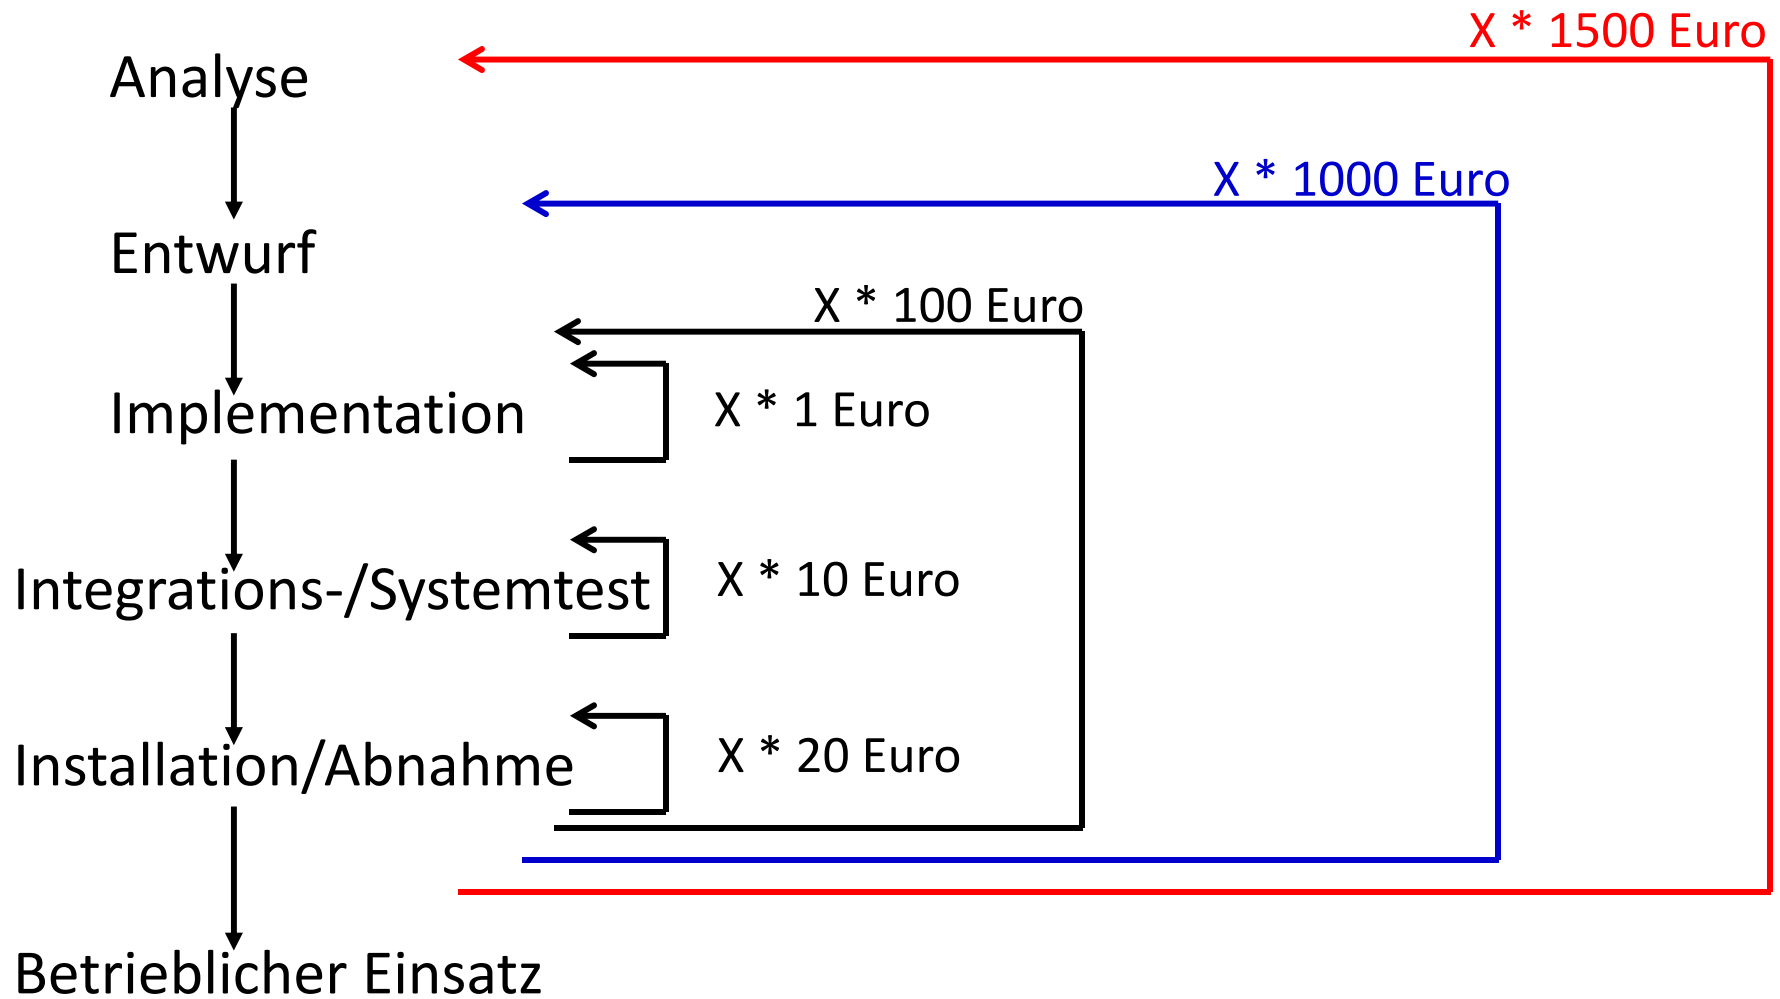 X * 1500 Euro
Analyse
X * 1000 Euro
Entwurf
X * 100 Euro
Implementation
X * 1 Euro
Integrations-/Systemtest
X * 10 Euro
Installation/Abnahme
X * 20 Euro
Betrieblicher Einsatz